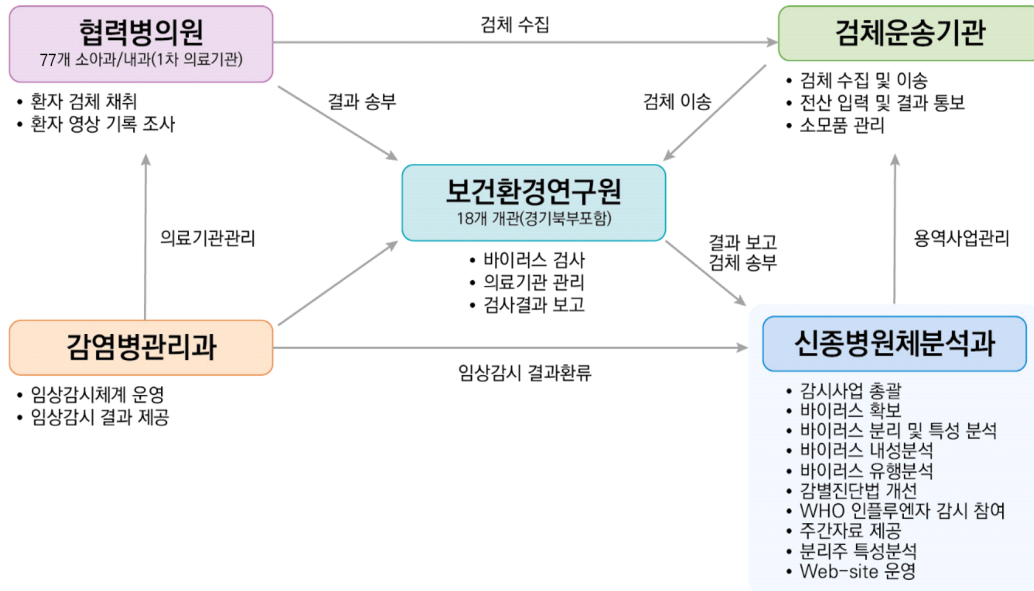 협력병의원
77개 소아과/내과(1차 의료기관)
• 환자 검체 채취
• 환자 영상 기록 조사
검체 수집
검체운송기관
• 검체 수집 및 이송
• 전산 입력 및 결과 통보
• 소모품 관리
결과 송부
검체 이송
보건환경연구원
18개 개관(경기북부포함)
• 바이러스 검사
• 의료기관 관리
• 검사결과 보고
의료기관관리
결과 보고
검체 송부
용역사업관리
감염병관리과
• 임상감시체계 운영
• 임상감시 결과 제공
임상감시 결과환류
신종병원체분석과
• 감시사업 총괄
• 바이러스 확보
• 바이러스 분리 및 특성 분석
• 바이러스 내성분석
• 바이러스 유행분석
• 감별진단법 개선
• WHO 인플루엔자 감시 참여
• 주간자료 제공
• 분리주 특성분석
• Web-site 운영